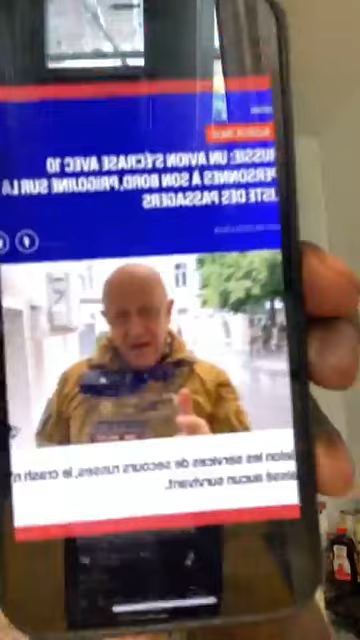 RUSSIE: UN AVION S'ÉCRASE AVEC 10
PERSONNES À SON BORD, PRIGOJINE SUR LA
LISTE DES PASSAGERS
Selon les services de secours russes, le crash n
laissé aucun survivant.